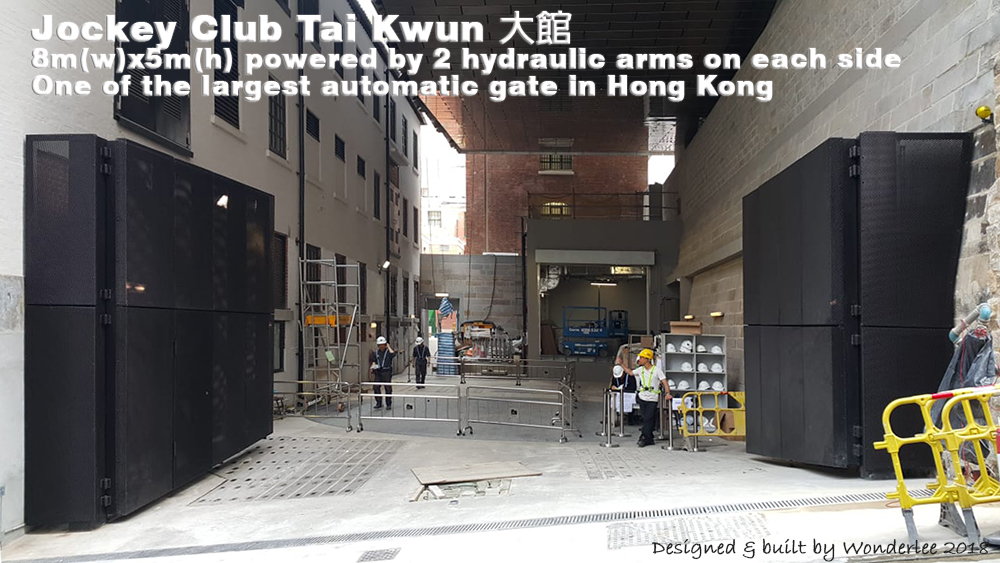 Jockey Club Tai Kwun 大館
8m(w)x5m(h) powered by 2 hydraulic arms on each side
One of the largest automatic gate in Hong Kong
Designed & built by Wonderlee 2018